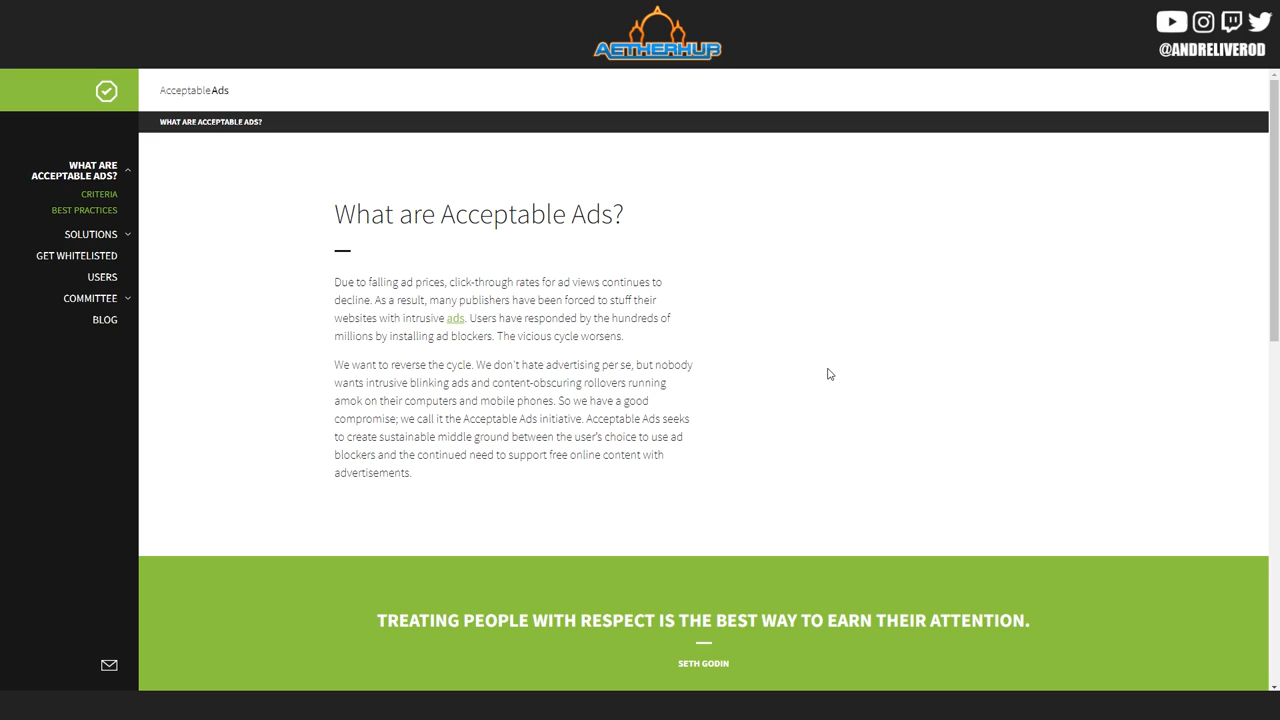 AETHERHUB
@ANDRELIVEROD
AcceptableAds
WHAT ARE ACCEPTABLE ADS?
WHAT ARE
ACCEPTABLE ADS?
CRITERIA
BEST PRACTICES
SOLUTIONS
GET WHITELISTED
USERS
COMMITTEE
BLOG
What are Acceptable Ads?
Due to falling ad prices, click-through rates for ad views continues to
decline. As a result, many publishers have been forced to stuff their
websites with intrusive ads. Users have responded by the hundreds of
millions by installing ad blockers. The vicious cycle worsens.
We want to reverse the cycle. We don't hate advertising per se, but nobody
wants intrusive blinking ads and content-obscuring rollovers running
amok on their computers and mobile phones. So we have a good
compromise; we call it the Acceptable Ads initiative. Acceptable Ads seeks
to create sustainable middle ground between the user's choice to use ad
blockers and the continued need to support free online content with
advertisements.
TREATING PEOPLE WITH RESPECT IS THE BEST WAY TO EARN THEIR ATTENTION.
SETH GODIN